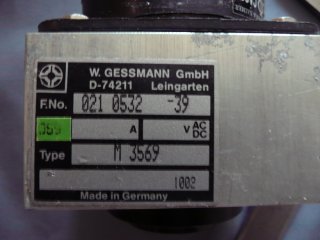 W. GESSMANN GmbH
D-74211 Leingarten
F.No. 021 0532 -39
A V AC DC
Type M 3569
1002
Made in Germany